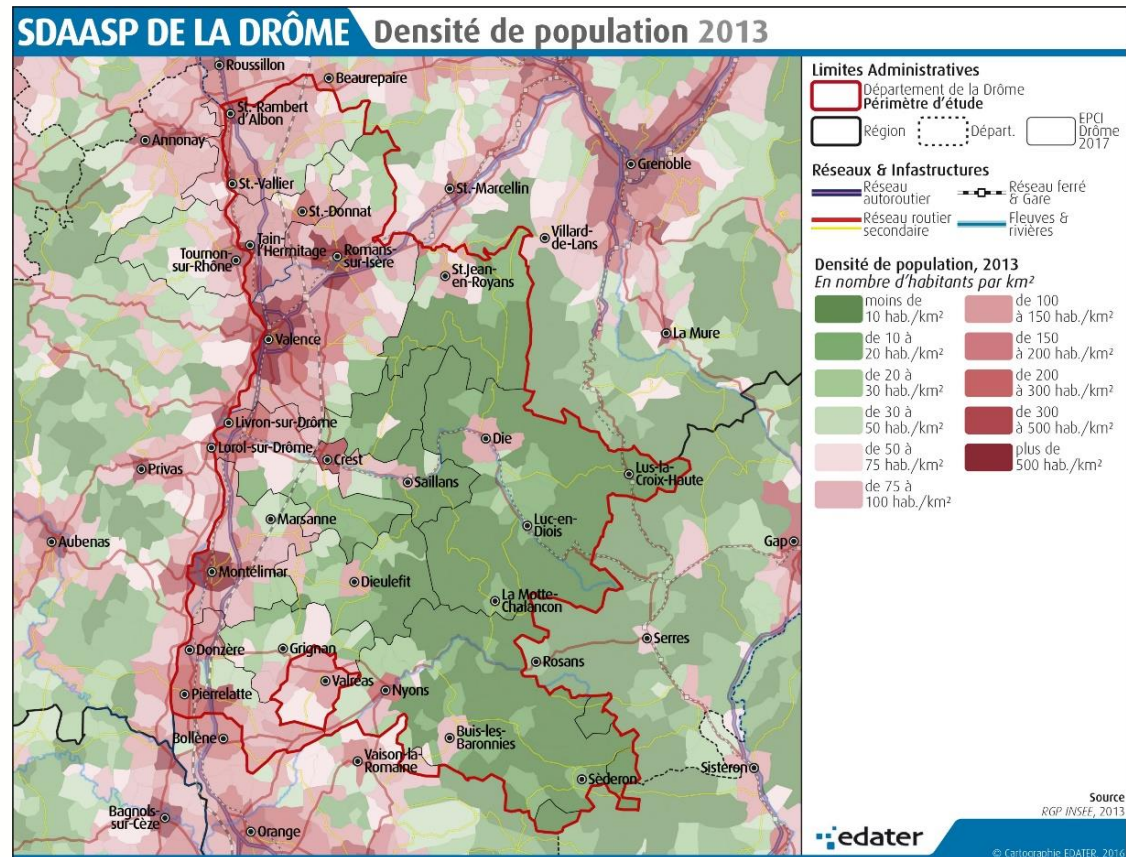 SDAASP DE LA DRÔME Densité de population 2013
Roussillon
Beaurepaire
St.-Rambert
d'Albon
Annonay
Grenoble
St.-Vallier
St.-Marcellin
St.-Donnat
Villard-
de-Lans
Tain-
l'Hermitage
Romans-
sur-Isère
Tournon-
sur-Rhône
St.Jean-
en-Royans
La Mure
Valence
Livron-sur-Drôme
Die
Loriol-sur-Drôme
Crest
Privas
Lus-la-
Croix-Haute
Saillans
Marsanne
Luc-en-
Diois
Aubenas
Gap
Montélimar
Dieulefit
La Motte-
Chalancon
Serres
Donzère
Grignan
Rosans
Valréas
Pierrelatte
Nyons
Bollène
Buis-les-
Baronnies
Vaison-la-
Romaine
Sèderon
Sisteron
Bagnols-
sur-Cèze
Orange
Limites Administratives
Département de la Drôme
Périmètre d'étude
Région
Départ.
EPCI
Drôme
2017
Réseaux & Infastructures
Réseau
autoroutier
Réseau ferré
& Gare
Réseau routier
secondaire
Fleuves &
rivières
Densité de population, 2013
En nombre d'habitants par km²
moins de
10 hab./km²
de 10 à
20 hab./km²
de 20 à
30 hab./km²
de 30 à
50 hab./km²
de 50 à
75 hab./km²
de 75 à
100 hab./km²
de 100
à 150 hab./km²
de 150
à 200 hab./km²
de 200
à 300 hab./km²
de 300
à 500 hab./km²
plus de
500 hab./km²
Source
RGP INSEE, 2013
edater
© Cartographie EDATER, 2016